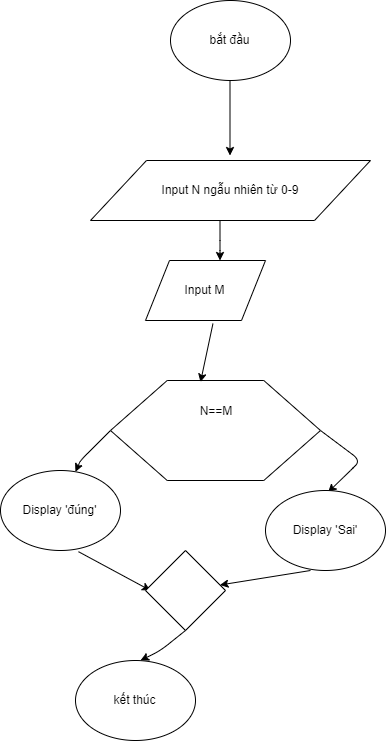 bắt đầu
Input N ngẫu nhiên từ 0-9
Input M
N==M
Display 'đúng'
Display 'Sai'
kết thúc